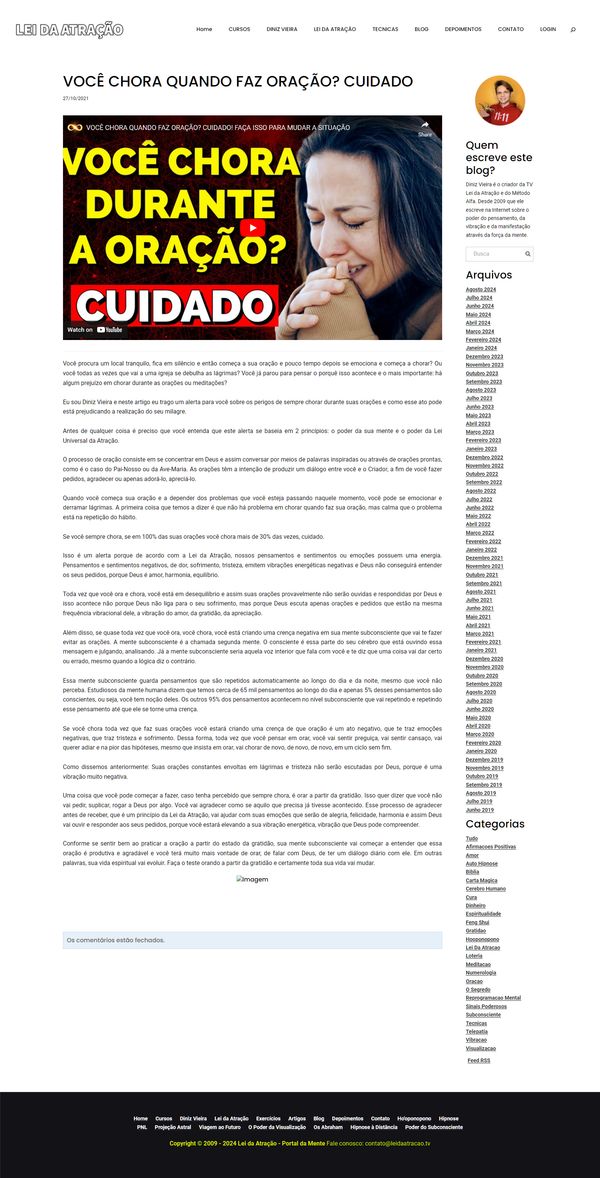 LEI DA ATRAÇÃO
Home CURSOS DINIZ VIEIRA LEI DA ATRAÇÃO TECNICAS BLOG DEPOIMENTOS CONTATO LOGIN
VOCÊ CHORA QUANDO FAZ ORAÇÃO? CUIDADO
27/10/2021
VOCÊ CHORA QUANDO FAZ ORAÇÃO? CUIDADO! FAÇA ISSO PARA MUDAR A SITUAÇÃO
Share
VOCÊ CHORA
DURANTE
A ORAÇÃO?
CUIDADO
Watch on YouTube
Você procura um local tranquilo, fica em silêncio e então começa a sua oração e pouco tempo depois se emociona e começa a chorar? Ou
você todas as vezes que vai a uma igreja se debulha as lágrimas? Você já parou para pensar o porquê isso acontece e o mais importante: há
algum prejuízo em chorar durante as orações ou meditações?
Eu sou Diniz Vieira e neste artigo eu trago um alerta para você sobre os perigos de sempre chorar durante suas orações e como esse ato pode
está prejudicando a realização do seu milagre.
Antes de qualquer coisa é preciso que você entenda que este alerta se baseia em 2 princípios: o poder da sua mente e o poder da Lei
Universal da Atração.
O processo de oração consiste em se concentrar em Deus e assim conversar por meios de palavras inspiradas ou através de orações prontas,
como é o caso do Pai-Nosso ou da Ave-Maria. As orações têm a intenção de produzir um diálogo entre você e o Criador, a fim de você fazer
pedidos, agradecer ou apenas adorá-lo, apreciá-lo.
Quando você começa sua oração e a depender dos problemas que você esteja passando naquele momento, você pode se emocionar e
derramar lágrimas. A primeira coisa que temos a dizer é que não há problema em chorar quando faz sua oração, mas calma que o problema
está na repetição do hábito.
Se você sempre chora, se em 100% das suas orações você chora mais de 30% das vezes, cuidado.
Isso é um alerta porque de acordo com a Lei da Atração, nossos pensamentos e sentimentos ou emoções possuem uma energia.
Pensamentos e sentimentos negativos, de dor, sofrimento, tristeza, emitem vibrações energéticas negativas e Deus não conseguirá entender
os seus pedidos, porque Deus é amor, harmonia, equilíbrio.
Toda vez que você ora e chora, você está em desequilíbrio e assim suas orações provavelmente não serão ouvidas e respondidas por Deus e
isso acontece não porque Deus não liga para o seu sofrimento, mas porque Deus escuta apenas orações e pedidos que estão na mesma
frequência vibracional dele, a vibração do amor, da gratidão, da apreciação.
Além disso, se quase toda vez que você ora, você chora, você está criando uma crença negativa em sua mente subconsciente que vai te fazer
evitar as orações. A mente subconsciente é a chamada segunda mente. O consciente é essa parte do seu cérebro que está ouvindo essa
mensagem e julgando, analisando. Já a mente subconsciente seria aquela voz interior que fala com você e te diz que uma coisa vai dar certo
ou errado, mesmo quando a lógica diz o contrário.
Essa mente subconsciente guarda pensamentos que são repetidos automaticamente ao longo do dia e da noite, mesmo que você não
perceba. Estudiosos da mente humana dizem que temos cerca de 65 mil pensamentos ao longo do dia e apenas 5% desses pensamentos são
conscientes, ou seja, você tem noção deles. Os outros 95% dos pensamentos acontecem no nível subconsciente que vai repetindo e repetindo
esse pensamento até que ele se torne uma crença.
Se você chora toda vez que faz suas orações você estará criando uma crença de que oração é um ato negativo, que te traz emoções
negativas, que traz tristeza e sofrimento. Dessa forma, toda vez que você pensar em orar, você vai sentir preguiça, vai sentir cansaço, vai
querer adiar e na pior das hipóteses, mesmo que insista em orar, vai chorar de novo, de novo, de novo, em um ciclo sem fim.
Como dissemos anteriormente: Suas orações constantes envoltas em lágrimas e tristeza não serão escutadas por Deus, porque é uma
vibração muito negativa.
Uma coisa que você pode começar a fazer, caso tenha percebido que sempre chora, é orar a partir da gratidão. Isso quer dizer que você não
vai pedir, suplicar, rogar a Deus por algo. Você vai agradecer como se aquilo que precisa já tivesse acontecido. Esse processo de agradecer
antes de receber, que é um princípio da Lei da Atração, vai ajudar com suas emoções que serão de alegria, felicidade, harmonia e assim Deus
vai ouvir e responder aos seus pedidos, porque você estará elevando a sua vibração energética, vibração que Deus pode compreender.
Conforme se sentir bem ao praticar a oração a partir do estado da gratidão, sua mente subconsciente vai começar a entender que essa
oração é produtiva e agradável e você terá muito mais vontade de orar, de falar com Deus, de ter um diálogo diário com ele. Em outras
palavras, sua vida espiritual vai evoluir. Faça o teste orando a partir da gratidão e certamente toda sua vida vai mudar.
Imagem
Os comentários estão fechados.
11:11
Quem
escreve este
blog?
Diniz Vieira é o criador da TV
Lei da Atração e do Método
Alfa. Desde 2009 que ele
escreve na Internet sobre o
poder do pensamento, da
vibração e da manifestação
através da força da mente.
Busca
Arquivos
Agosto 2024
Julho 2024
Junho 2024
Maio 2024
Abril 2024
Março 2024
Fevereiro 2024
Janeiro 2024
Dezembro 2023
Novembro 2023
Outubro 2023
Setembro 2023
Agosto 2023
Julho 2023
Junho 2023
Maio 2023
Abril 2023
Março 2023
Fevereiro 2023
Janeiro 2023
Dezembro 2022
Novembro 2022
Outubro 2022
Setembro 2022
Agosto 2022
Julho 2022
Junho 2022
Maio 2022
Abril 2022
Março 2022
Fevereiro 2022
Janeiro 2022
Dezembro 2021
Novembro 2021
Outubro 2021
Setembro 2021
Agosto 2021
Julho 2021
Junho 2021
Maio 2021
Abril 2021
Março 2021
Fevereiro 2021
Janeiro 2021
Dezembro 2020
Novembro 2020
Outubro 2020
Setembro 2020
Agosto 2020
Julho 2020
Junho 2020
Maio 2020
Abril 2020
Março 2020
Fevereiro 2020
Janeiro 2020
Dezembro 2019
Novembro 2019
Outubro 2019
Setembro 2019
Agosto 2019
Julho 2019
Junho 2019
Categorias
Tudo
Afirmacoes Positivas
Amor
Auto Hipnose
Biblia
Carta Magica
Cerebro Humano
Cura
Dinheiro
Espiritualidade
Feng Shui
Gratidao
Hooponopono
Lei Da Atracao
Loteria
Meditacao
Numerologia
Oracao
O Segredo
Reprogramacao Mental
Sinais Poderosos
Subconsciente
Tecnicas
Telepatia
Vibracao
Visualizacao
Feed RSS
Home Cursos Diniz Vieira Lei da Atração Exercícios Artigos Blog Depoimentos Contato Ho'oponopono Hipnose
PNL Projeção Astral Viagem ao Futuro O Poder da Visualização Os Abraham Hipnose à Distância Poder do Subconsciente
Copyright © 2009 - 2024 Lei da Atração - Portal da Mente Fale conosco: contato@leidaatracao.tv